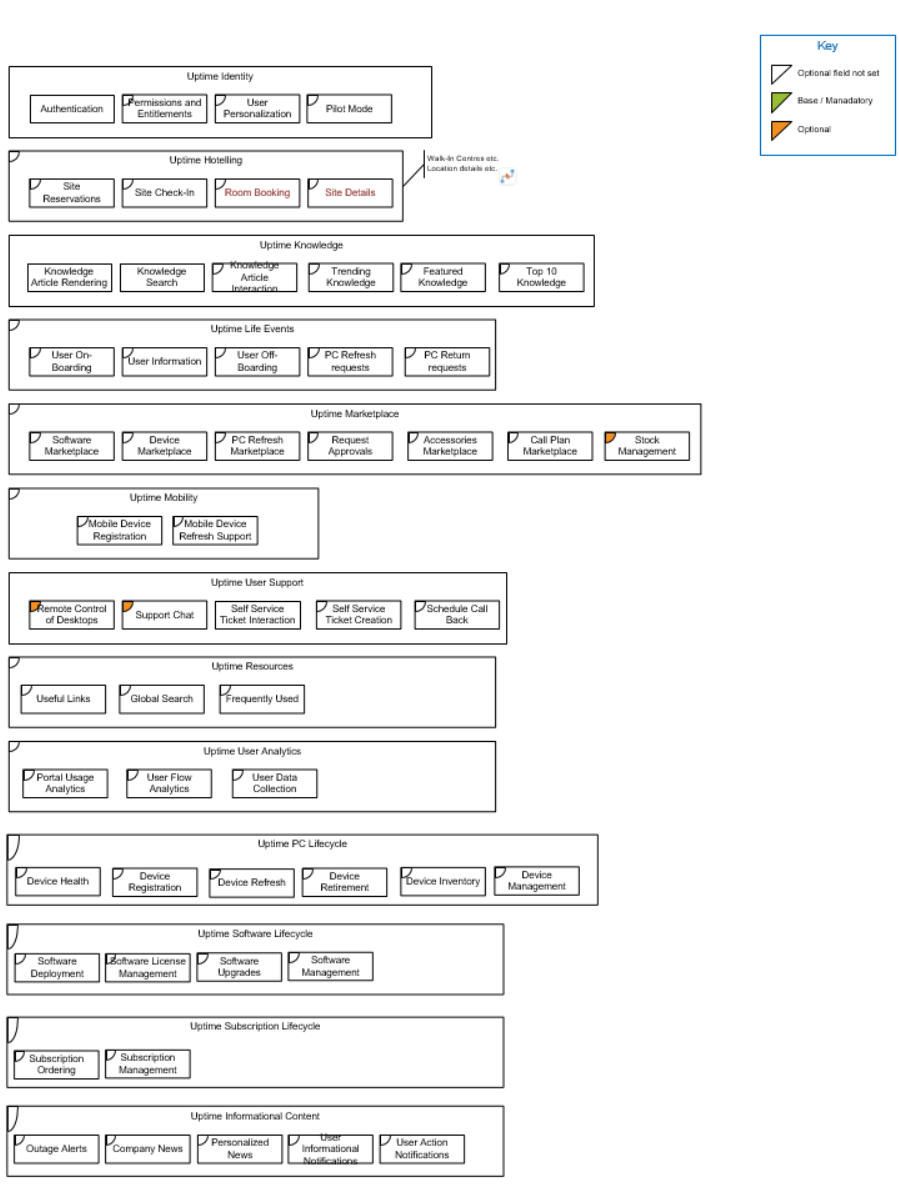 Key
Optional field not set
Base / Manadatory
Optional
Uptime Identity
Authentication
Permissions and
Entitlements
User
Personalization
Pilot Mode
Uptime Hotelling
Walk-In Centres etc.
Location details etc.
Site
Reservations
Site Check-In
Room Booking
Site Details
Uptime Knowledge
Knowledge
Article Rendering
Knowledge
Search
Knowledge
Article
Interaction
Trending
Knowledge
Featured
Knowledge
Top 10
Knowledge
Uptime Life Events
User On-
Boarding
User Information
User Off-
Boarding
PC Refresh
requests
PC Return
requests
Uptime Marketplace
Software
Marketplace
Device
Marketplace
PC Refresh
Marketplace
Request
Approvals
Accessories
Marketplace
Call Plan
Marketplace
Stock
Management
Uptime Mobility
Mobile Device
Registration
Mobile Device
Refresh Support
Uptime User Support
Remote Control
of Desktops
Support Chat
Self Service
Ticket Interaction
Self Service
Ticket Creation
Schedule Call
Back
Uptime Resources
Useful Links
Global Search
Frequently Used
Uptime User Analytics
Portal Usage
Analytics
User Flow
Analytics
User Data
Collection
Uptime PC Lifecycle
Device Health
Device
Registration
Device Refresh
Device
Retirement
Device Inventory
Device
Management
Uptime Software Lifecycle
Software
Deployment
Software License
Management
Software
Upgrades
Software
Management
Uptime Subscription Lifecycle
Subscription
Ordering
Subscription
Management
Uptime Informational Content
Outage Alerts
Company News
Personalized
News
User
Informational
Notifications
User Action
Notifications